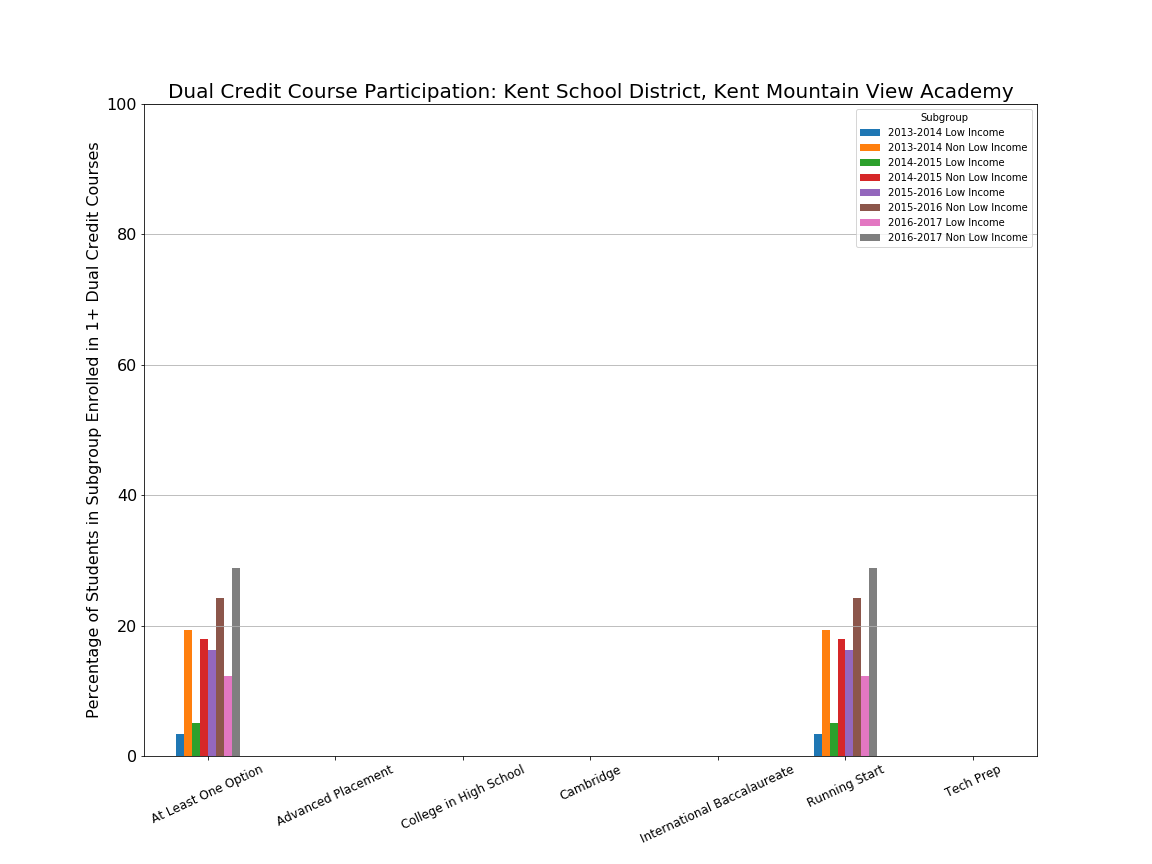 Dual Credit Course Participation: Kent School District, Kent Mountain View Academy
Percentage of Students in Subgroup Enrolled in 1+ Dual Credit Courses
100
80
60
40
20
0
Subgroup
2013-2014 Low Income
2013-2014 Non Low Income
2014-2015 Low Income
2014-2015 Non Low Income
2015-2016 Low Income
2015-2016 Non Low Income
2016-2017 Low Income
2016-2017 Non Low Income
At Least One Option
Advanced Placement
College in High School
Cambridge
International Baccalaureate
Running Start
Tech Prep